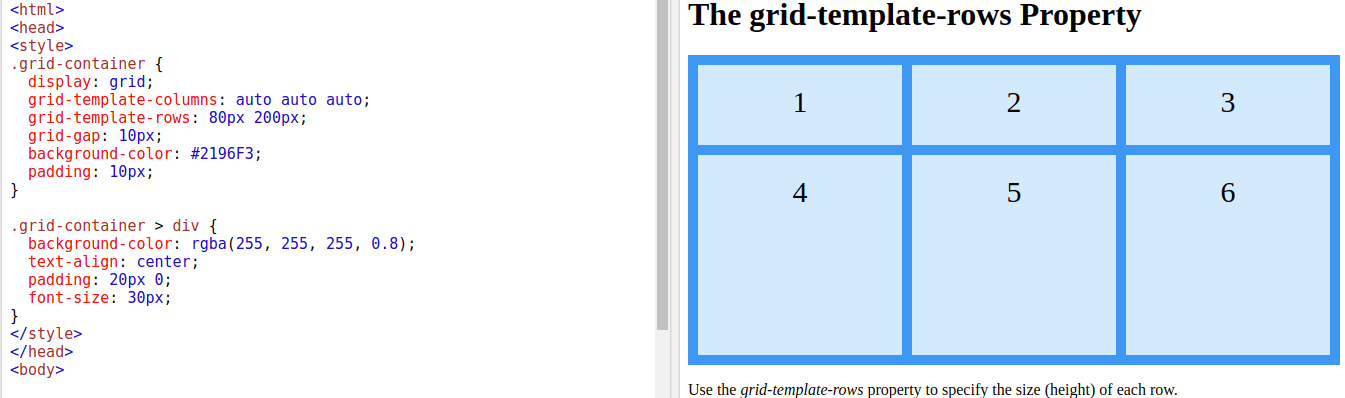 <html>
<head>
<style>
.grid-container {
  display: grid;
  grid-template-columns: auto auto auto;
  grid-template-rows: 80px 200px;
  grid-gap: 10px;
  background-color: #2196F3;
  padding: 10px;
}

.grid-container > div {
  background-color: rgba(255, 255, 255, 0.8);
  text-align: center;
  padding: 20px 0;
  font-size: 30px;
}
</style>
</head>
<body>
The grid-template-rows Property
1 2 3
4 5 6
Use the grid-template-rows property to specify the size (height) of each row.